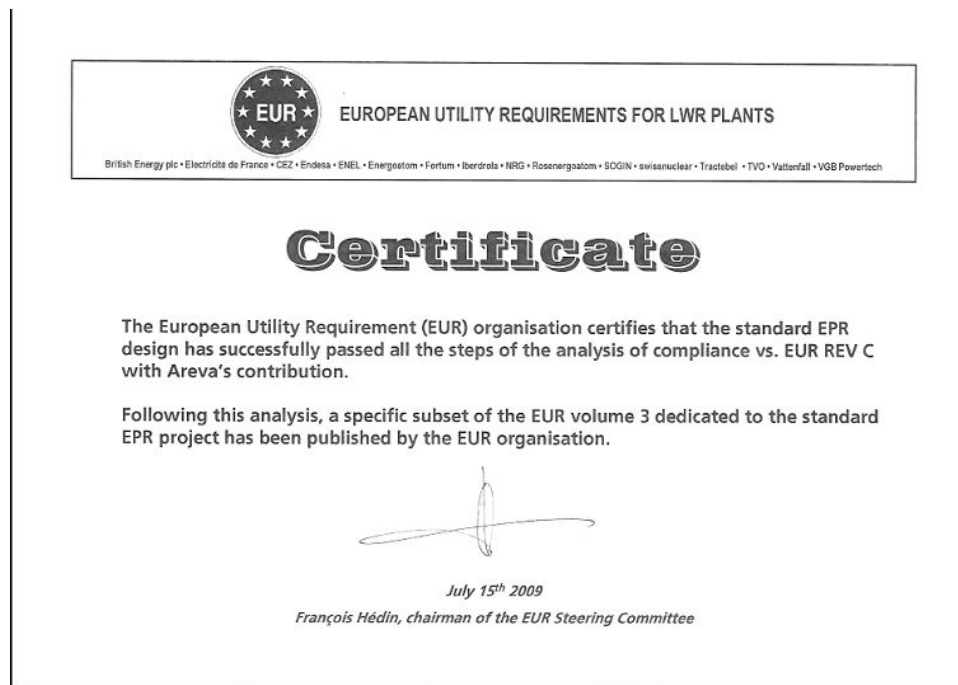 EUR
EUROPEAN UTILITY REQUIREMENTS FOR LWR PLANTS
British Energy plc • Electricité de France • CEZ • Endesa • ENEL • Energoatom • Fortum • Iberdrola • NRG • Rosenergoatom • SOGIN • swissnuclear • Tractebel • TVO • Vattenfall • VGB Powertech
Certificate
The European Utility Requirement (EUR) organisation certifies that the standard EPR
design has successfully passed all the steps of the analysis of compliance vs. EUR REV C
with Areva's contribution.
Following this analysis, a specific subset of the EUR volume 3 dedicated to the standard
EPR project has been published by the EUR organisation.
July 15th 2009
François Hédin, chairman of the EUR Steering Committee